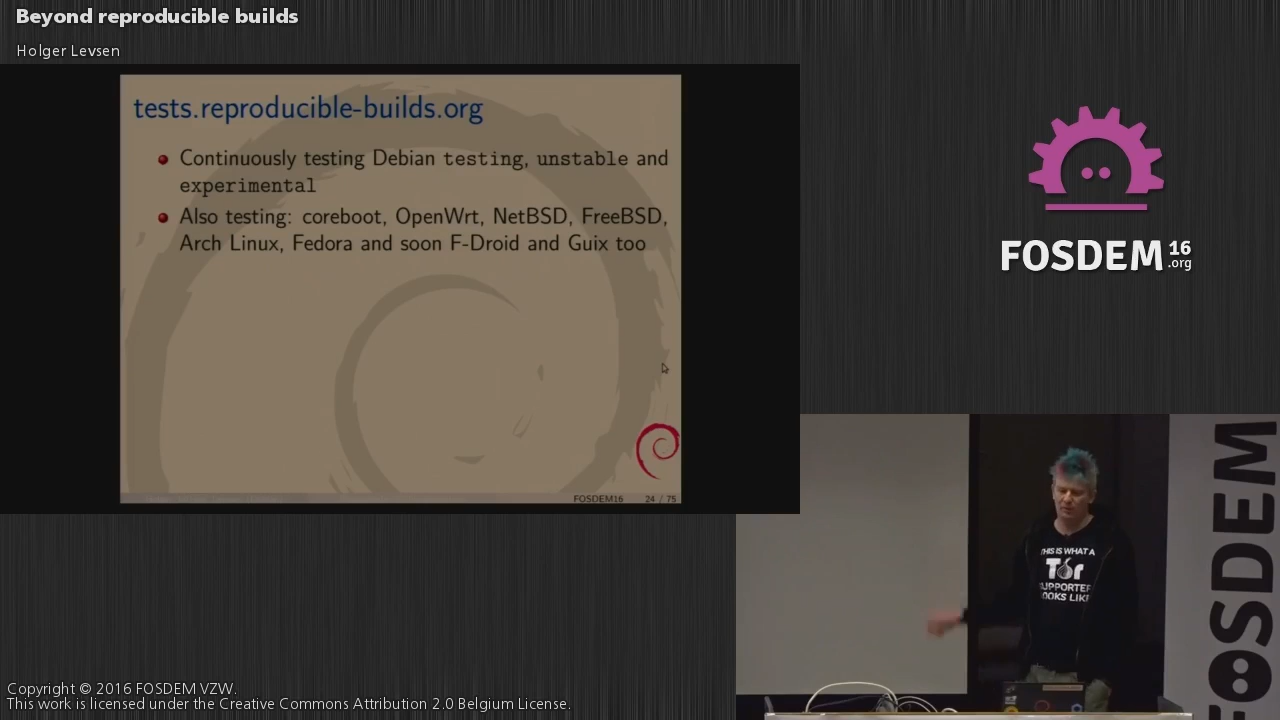 Beyond reproducible builds
Holger Levsen
tests.reproducible-builds.org
Continuously testing Debian testing, unstable and
experimental
Also testing: coreboot, OpenWrt, NetBSD, FreeBSD,
Arch Linux, Fedora and soon F-Droid and Guix too
FOSDEM16 24 / 75
FOSDEM 16
.org
THIS IS WHAT A
Tor
SUPPORTER
LOOKS LIKE
FOSDEM
Copyright © 2016 FOSDEM VZW.
This work is licensed under the Creative Commons Attribution 2.0 Belgium License.